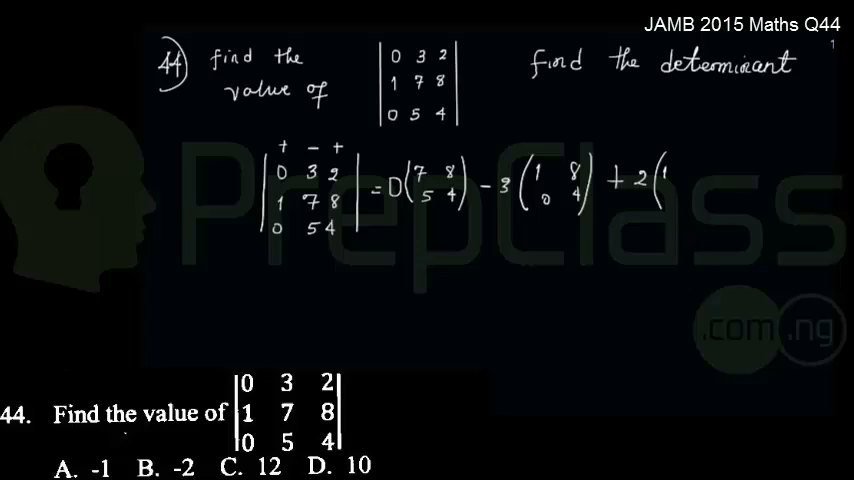 JAMB 2015 Maths Q44
1
44) find the value of | 0 3 2 | find the determinant
| 1 7 8 |
| 0 5 4 |
+ - +
| 0 3 2 | = 0 ( 7 8 ) - 3 ( 1 8 ) + 2 ( 1
| 1 7 8 | ( 5 4 ) ( 0 4 )
| 0 5 4 |
PrepClass
.com.ng
|0 3 2|
44. Find the value of |1 7 8|
|0 5 4|
A. -1 B. -2 C. 12 D. 10